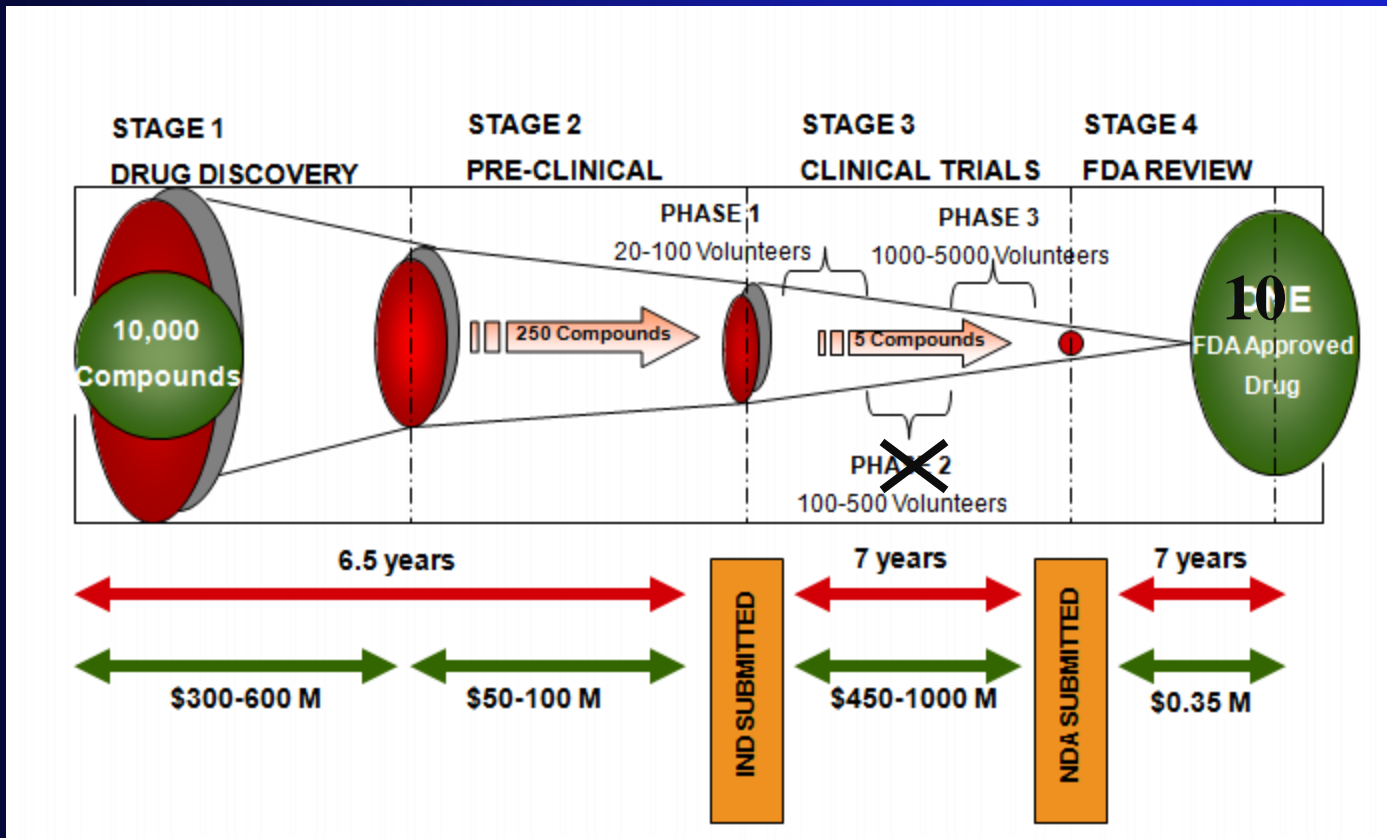 STAGE 1
DRUG DISCOVERY
STAGE 2
PRE-CLINICAL
STAGE 3
CLINICAL TRIALS
STAGE 4
FDA REVIEW
PHASE 1
20-100 Volunteers
PHASE 3
1000-5000 Volunteers
10,000
Compounds
250 Compounds
5 Compounds
10
FDA Approved
Drug
PHASE 2
100-500 Volunteers
6.5 years
7 years
7 years
IND SUBMITTED
NDA SUBMITTED
$300-600 M
$50-100 M
$450-1000 M
$0.35 M